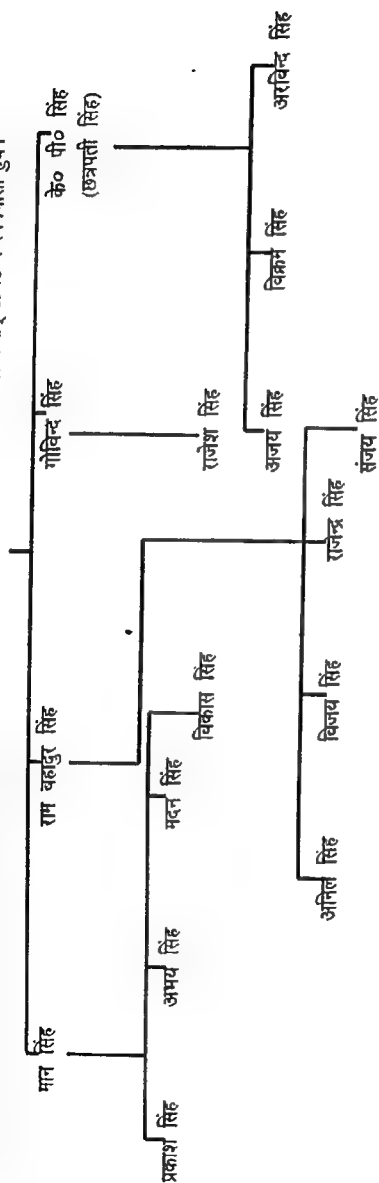 मान सिंह राम बहादुर सिंह गोविन्द सिंह के० पी० सिंह
(छत्रपती सिंह)
प्रकाश सिंह अभय सिंह मदन सिंह विकास सिंह राजेश सिंह
अजय सिंह विक्रम सिंह अरविन्द सिंह
अनिल सिंह विजय सिंह राजेन्द्र सिंह संजय सिंह